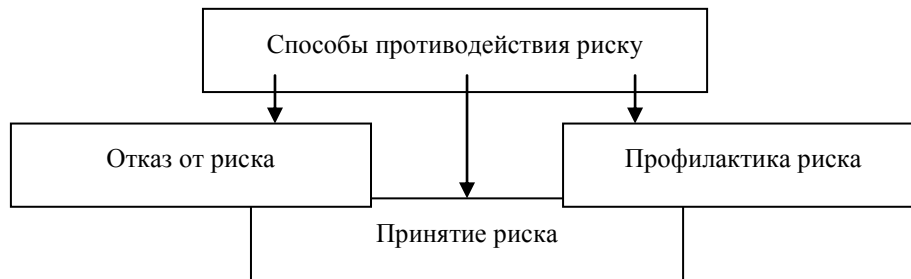 Способы противодействия риску
Отказ от риска
Профилактика риска
Принятие риска